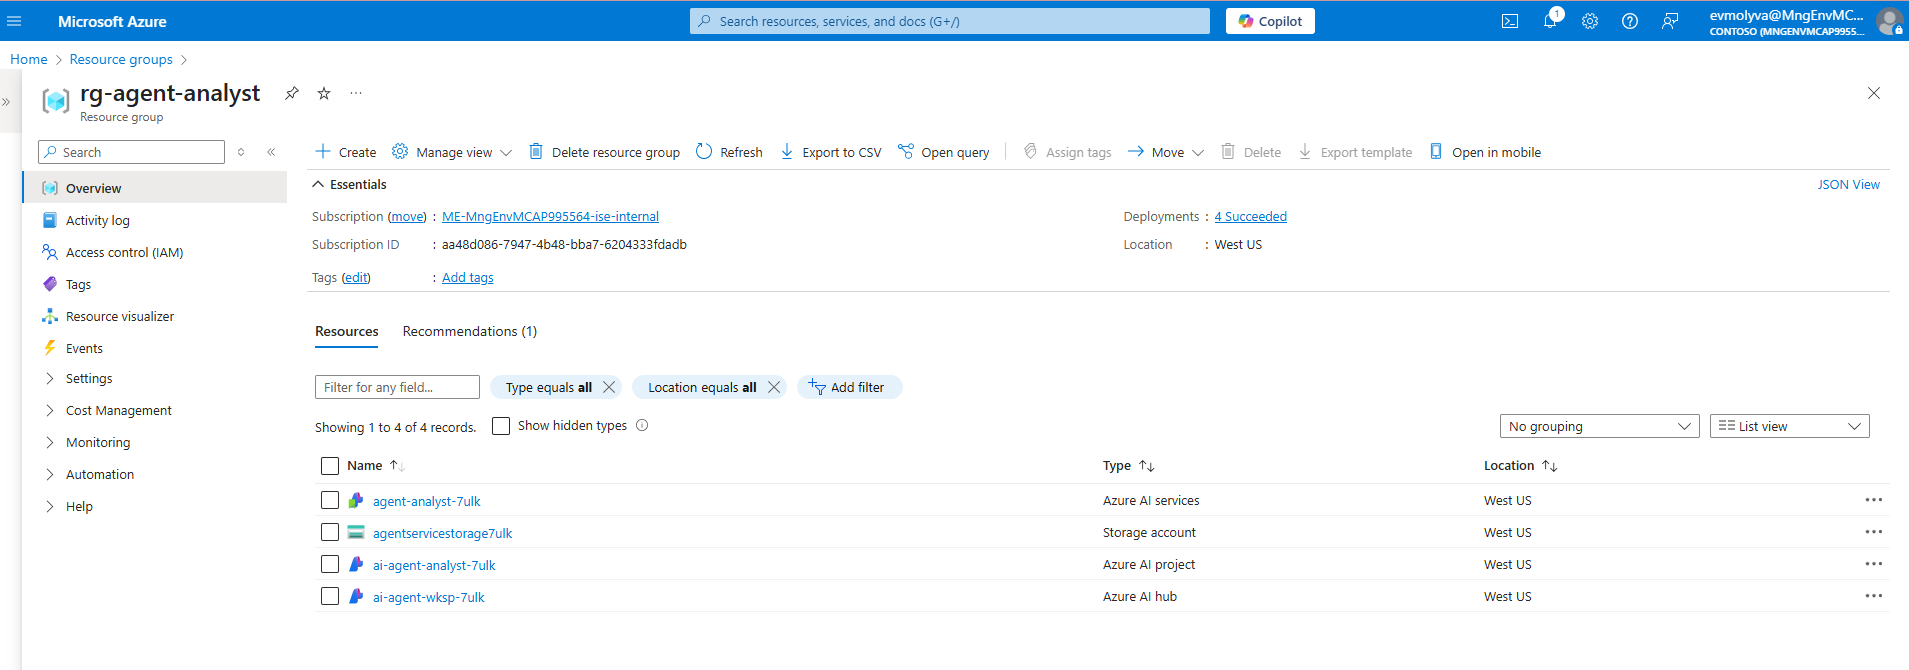 Microsoft Azure
Search resources, services, and docs (G+/)
Copilot
1
evmolyva@MngEnvMC...
CONTOSO (MNGENVMCAP9955...
Home > Resource groups >
rg-agent-analyst
Resource group
Search
Overview
Activity log
Access control (IAM)
Tags
Resource visualizer
Events
Settings
Cost Management
Monitoring
Automation
Help
Create
Manage view
Delete resource group
Refresh
Export to CSV
Open query
Assign tags
Move
Delete
Export template
Open in mobile
Essentials
JSON View
Subscription (move) : ME-MngEnvMCAP995564-ise-internal
Deployments : 4 Succeeded
Subscription ID : aa48d086-7947-4b48-bba7-6204333fdadb
Location : West US
Tags (edit) : Add tags
Resources
Recommendations (1)
Filter for any field...
Type equals all
Location equals all
Add filter
Showing 1 to 4 of 4 records.
Show hidden types
No grouping
List view
Name Type Location
agent-analyst-7ulk Azure AI services West US
agentservicestorage7ulk Storage account West US
ai-agent-analyst-7ulk Azure AI project West US
ai-agent-wksp-7ulk Azure AI hub West US